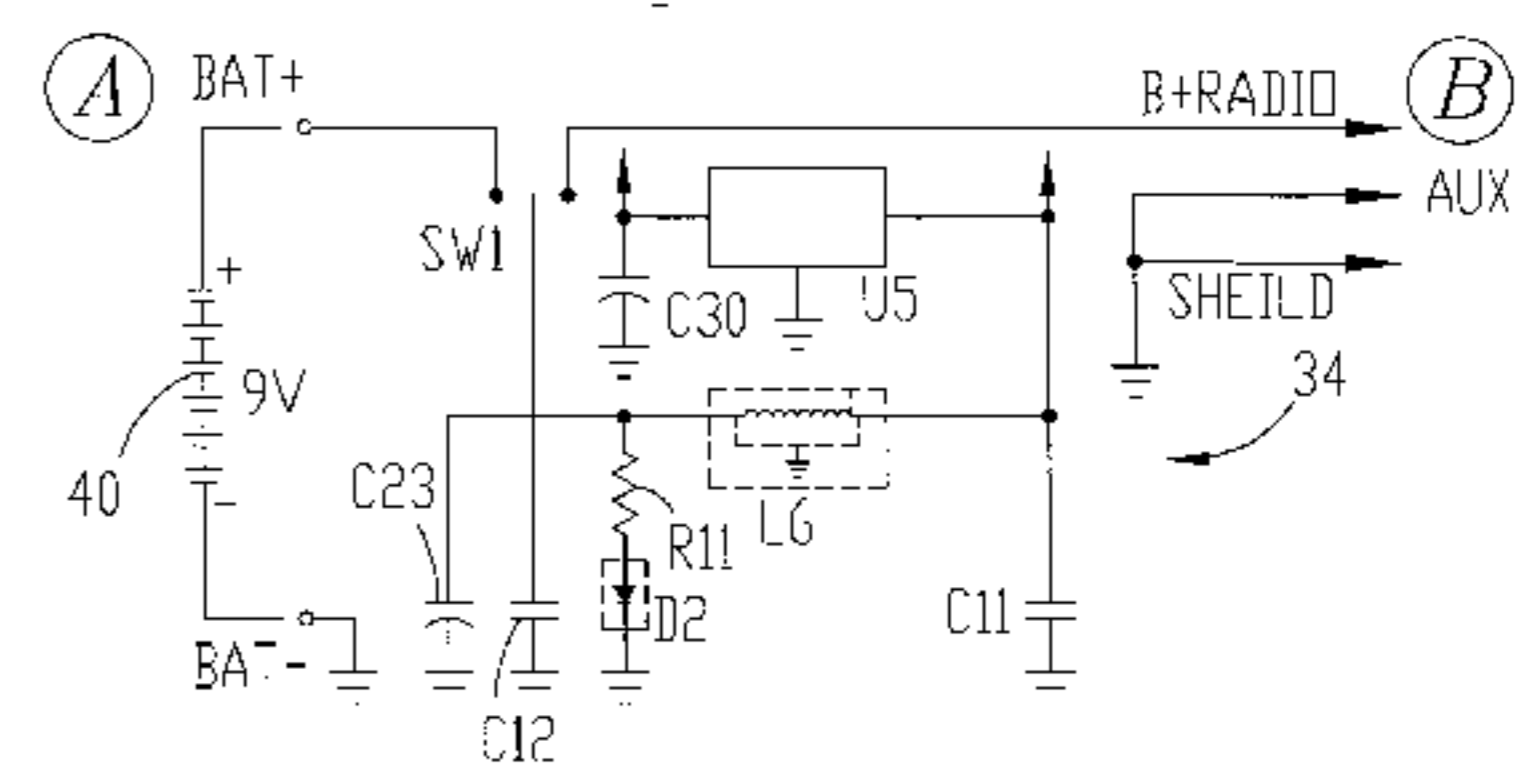 A
BAT+
B+RADIO
B
AUX
SW1
+
C30
U5
SHEILD
9V
34
40
C23
-
R11
L6
D2
C11
BAT-
C12